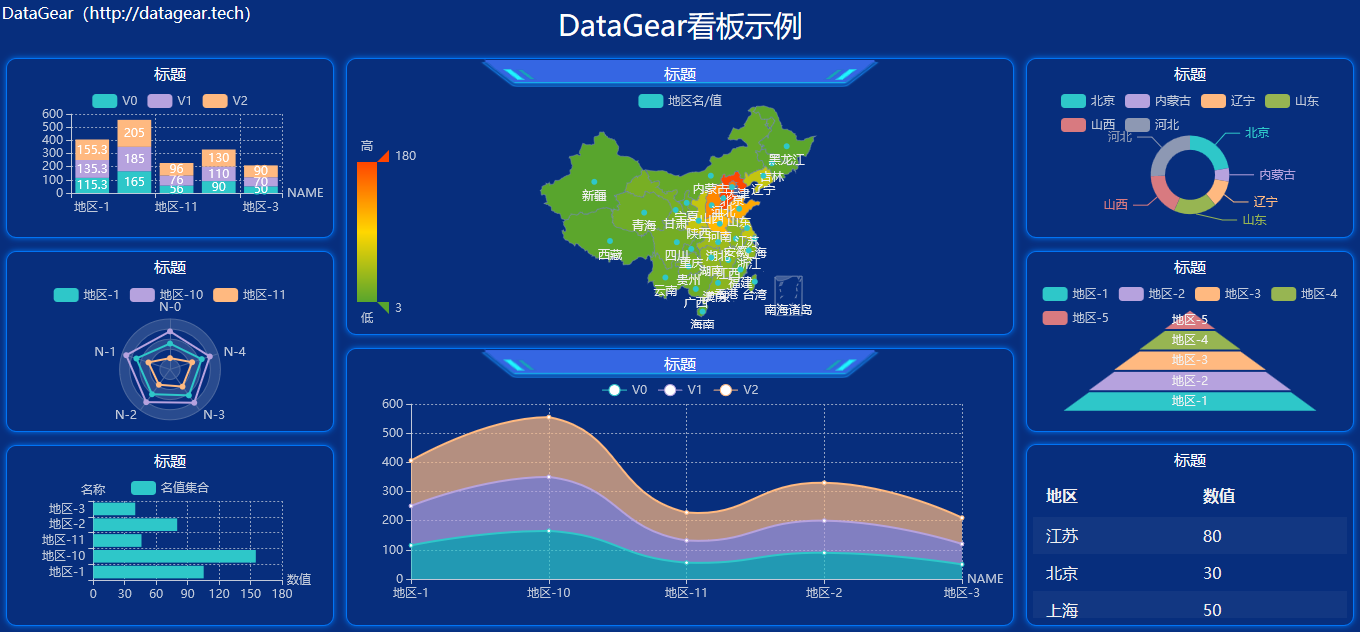 DataGear（http://datagear.tech）
DataGear看板示例
标题
V0 V1 V2
600
500
400
300
200
100
0
155.3 205 96 130 90
135.3 185 76 110 70
115.3 165 56 90 50
NAME
地区-1 地区-11 地区-3
标题
地区-1 地区-10 地区-11
N-0
N-1 N-4
N-2 N-3
标题
名称 名值集合
地区-3
地区-2
地区-11
地区-10
地区-1
数值
0 30 60 90 120 150 180
标题
地区名/值
高
180
3
低
黑龙江
吉林
辽宁
内蒙古
天津
北京
新疆
河北
宁夏
山西
山东
青海
甘肃
陕西
河南
江苏
西藏
四川
湖北
安徽
上海
重庆
浙江
湖南
江西
贵州
福建
云南
台湾
广西
香港
海南
南海诸岛
标题
V0 V1 V2
600
500
400
300
200
100
0
NAME
地区-1 地区-10 地区-11 地区-2 地区-3
标题
北京 内蒙古 辽宁 山东
山西 河北
河北 北京
内蒙古
山西 辽宁
山东
标题
地区-1 地区-2 地区-3 地区-4
地区-5
地区-5
地区-4
地区-3
地区-2
地区-1
标题
地区 数值
江苏 80
北京 30
上海 50